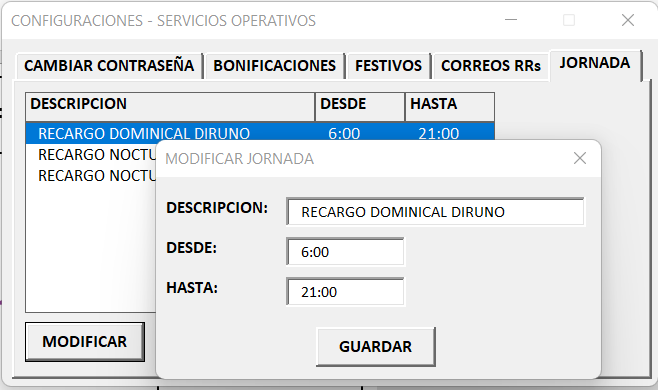 CONFIGURACIONES - SERVICIOS OPERATIVOS
CAMBIAR CONTRASEÑA BONIFICACIONES FESTIVOS CORREOS RRs JORNADA
DESCRIPCION DESDE HASTA
RECARGO DOMINICAL DIRUNO 6:00 21:00
RECARGO NOCTU
RECARGO NOCTU
MODIFICAR JORNADA
DESCRIPCION: RECARGO DOMINICAL DIRUNO
DESDE: 6:00
HASTA: 21:00
MODIFICAR
GUARDAR